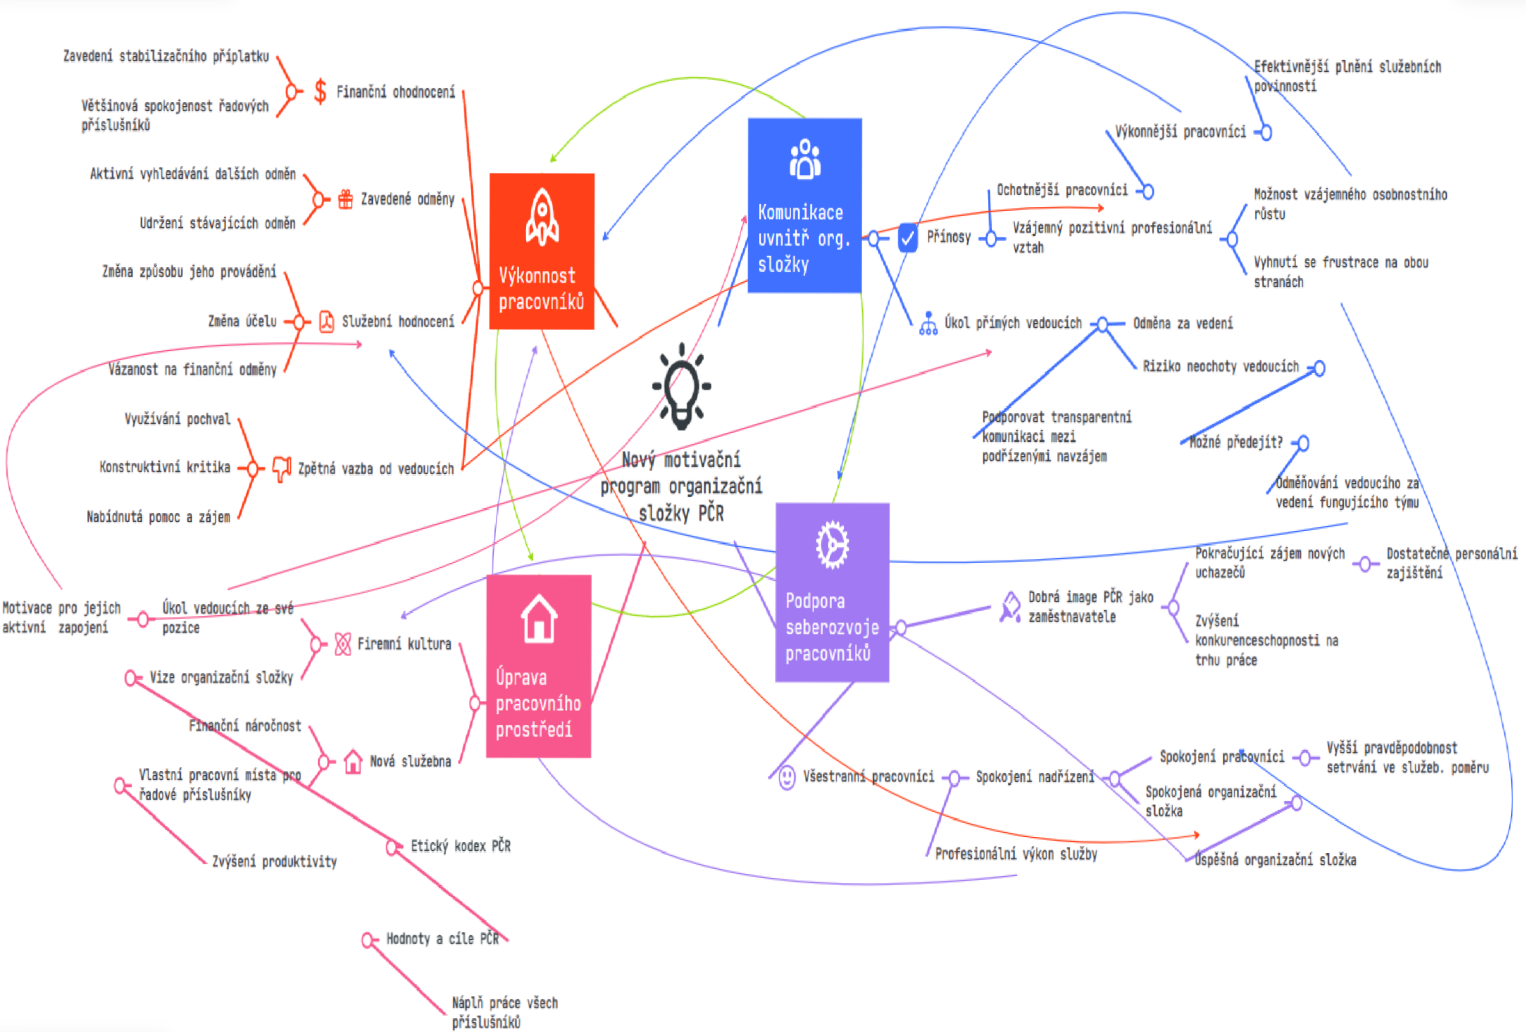 Zavedení stabilizačního příplatku
Většinová spokojenost řadových
příslušníků
Finanční ohodnocení
Aktivní vyhledávání dalších odměn
Udržení stávajících odměn
Zavedené odměny
Změna způsobu jeho provádění
Změna účelu
Vázanost na finanční odměny
Služební hodnocení
Využívání pochval
Konstruktivní kritika
Nabídnutá pomoc a zájem
Zpětná vazba od vedoucích
Výkonnost
pracovníků
Komunikace
uvnitř org.
složky
Přínosy
Ochotnější pracovníci
Výkonnější pracovníci
Efektivnější plnění služebních
povinností
Vzájemný pozitivní profesionální
vztah
Možnost vzájemného osobnostního
růstu
Vyhnutí se frustrace na obou
stranách
Úkol přímých vedoucích
Odměna za vedení
Riziko neochoty vedoucích
Možné předejít?
Odměňování vedoucího za
vedení fungujícího týmu
Podporovat transparentní
komunikaci mezi
podřízenými navzájem
Nový motivační
program organizační
složky PČR
Motivace pro jejich
aktivní zapojení
Úkol vedoucích ze své
pozice
Firemní kultura
Vize organizační složky
Finanční náročnost
Nová služebna
Vlastní pracovní místa pro
řadové příslušníky
Zvýšení produktivity
Etický kodex PČR
Hodnoty a cíle PČR
Náplň práce všech
příslušníků
Úprava
pracovního
prostředí
Podpora
seberozvoje
pracovníků
Dobrá image PČR jako
zaměstnavatele
Pokračující zájem nových
uchazečů
Dostatečné personální
zajištění
Zvýšení
konkurenceschopnosti na
trhu práce
Všestranní pracovníci
Spokojení nadřízení
Spokojení pracovníci
Vyšší pravděpodobnost
setrvání ve služeb. poměru
Spokojená organizační
složka
Úspěšná organizační složka
Profesionální výkon služby